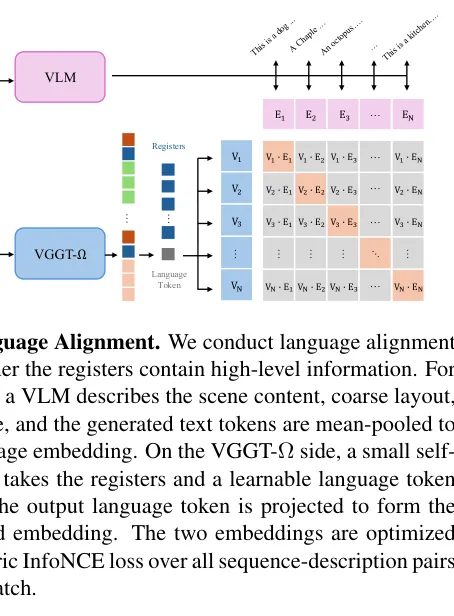 This is a dog …
A Chaple …
An octopus….
…
This is a kitchen….
VLM
E1 E2 E3 … EN
Registers
V1 V1 · E1 V1 · E2 V1 · E3 … V1 · EN
V2 V2 · E1 V2 · E2 V2 · E3 … V2 · EN
V3 V3 · E1 V3 · E2 V3 · E3 … V3 · EN
⋮ ⋮ ⋮ ⋮ ⋮ ⋮ ⋱ ⋮
VGGT-Ω
Language
Token
VN VN · E1 VN · E2 VN · E3 … VN · EN
guage Alignment. We conduct language alignment
er the registers contain high-level information. For
a VLM describes the scene content, coarse layout,
e, and the generated text tokens are mean-pooled to
age embedding. On the VGGT-Ω side, a small self-
takes the registers and a learnable language token
he output language token is projected to form the
d embedding. The two embeddings are optimized
ric InfoNCE loss over all sequence-description pairs
atch.